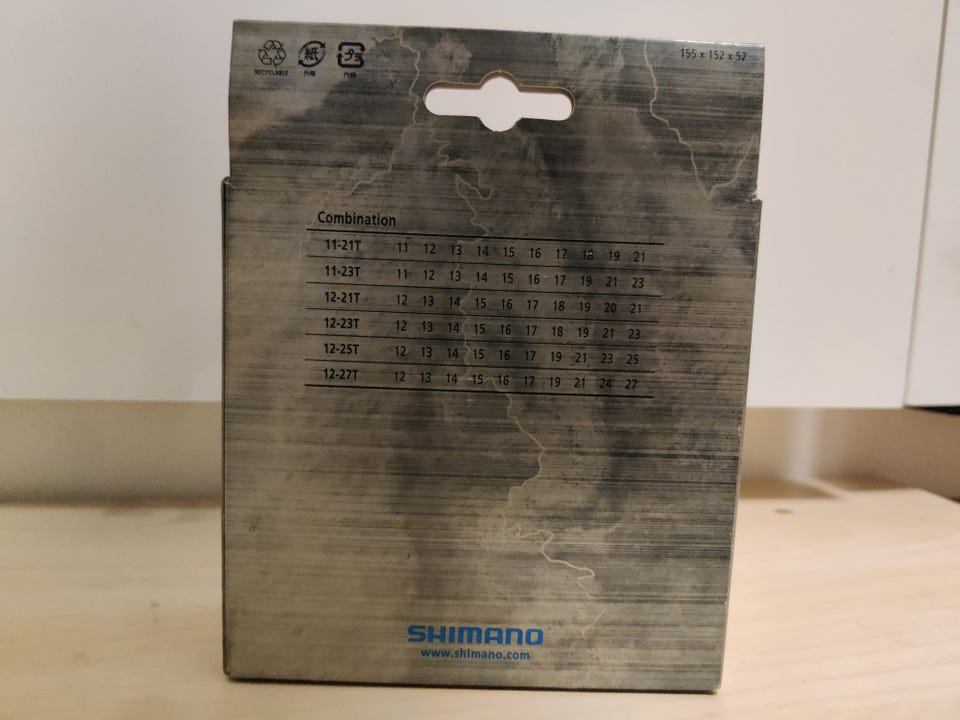 RECYCLABLE 紙 外箱 プラ 内袋
155 x 152 x 57
Combination
11-21T 11 12 13 14 15 16 17 18 19 21
11-23T 11 12 13 14 15 16 17 19 21 23
12-21T 12 13 14 15 16 17 18 19 20 21
12-23T 12 13 14 15 16 17 18 19 21 23
12-25T 12 13 14 15 16 17 19 21 23 25
12-27T 12 13 14 15 16 17 19 21 24 27
SHIMANO
www.shimano.com